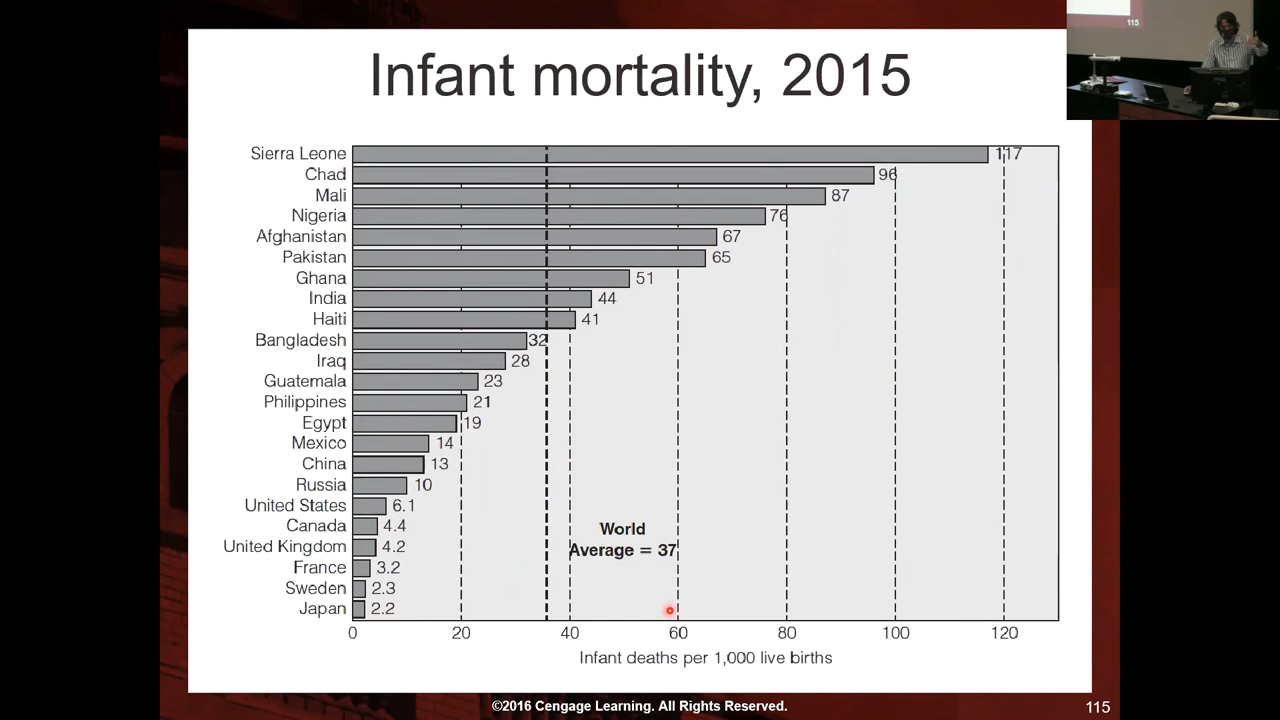 115
Infant mortality, 2015
Sierra Leone 117
Chad 96
Mali 87
Nigeria 76
Afghanistan 67
Pakistan 65
Ghana 51
India 44
Haiti 41
Bangladesh 32
Iraq 28
Guatemala 23
Philippines 21
Egypt 19
Mexico 14
China 13
Russia 10
United States 6.1
Canada 4.4
United Kingdom 4.2
France 3.2
Sweden 2.3
Japan 2.2
World
Average = 37
0 20 40 60 80 100 120
Infant deaths per 1,000 live births
©2016 Cengage Learning. All Rights Reserved.
115